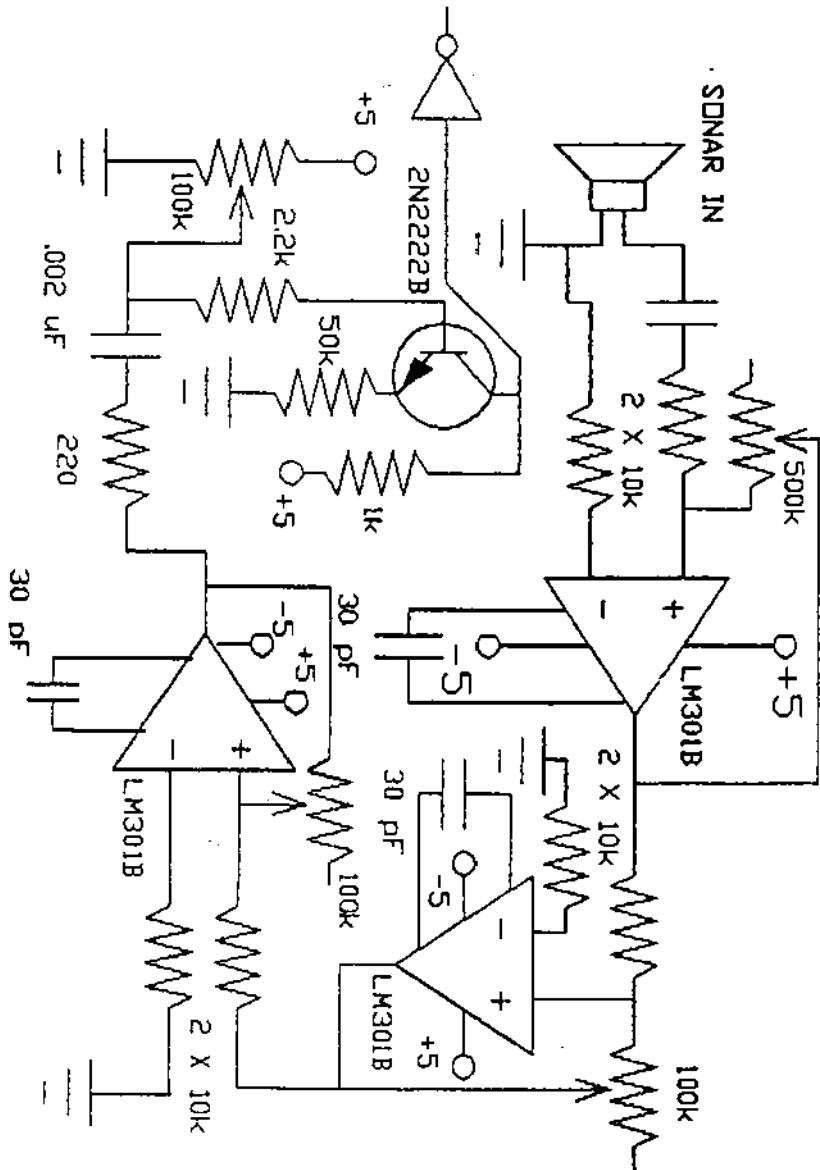 SONAR IN
500k
2 X 10k
+
-
+5
-5
LM301B
30 pF
2 X 10k
100k
-
+
-5
+5
LM301B
30 pF
100k
2 X 10k
+
-
+5
-5
LM301B
30 pF
220
.002 uF
2.2k
100k
+5
2N2222B
50k
1k
+5